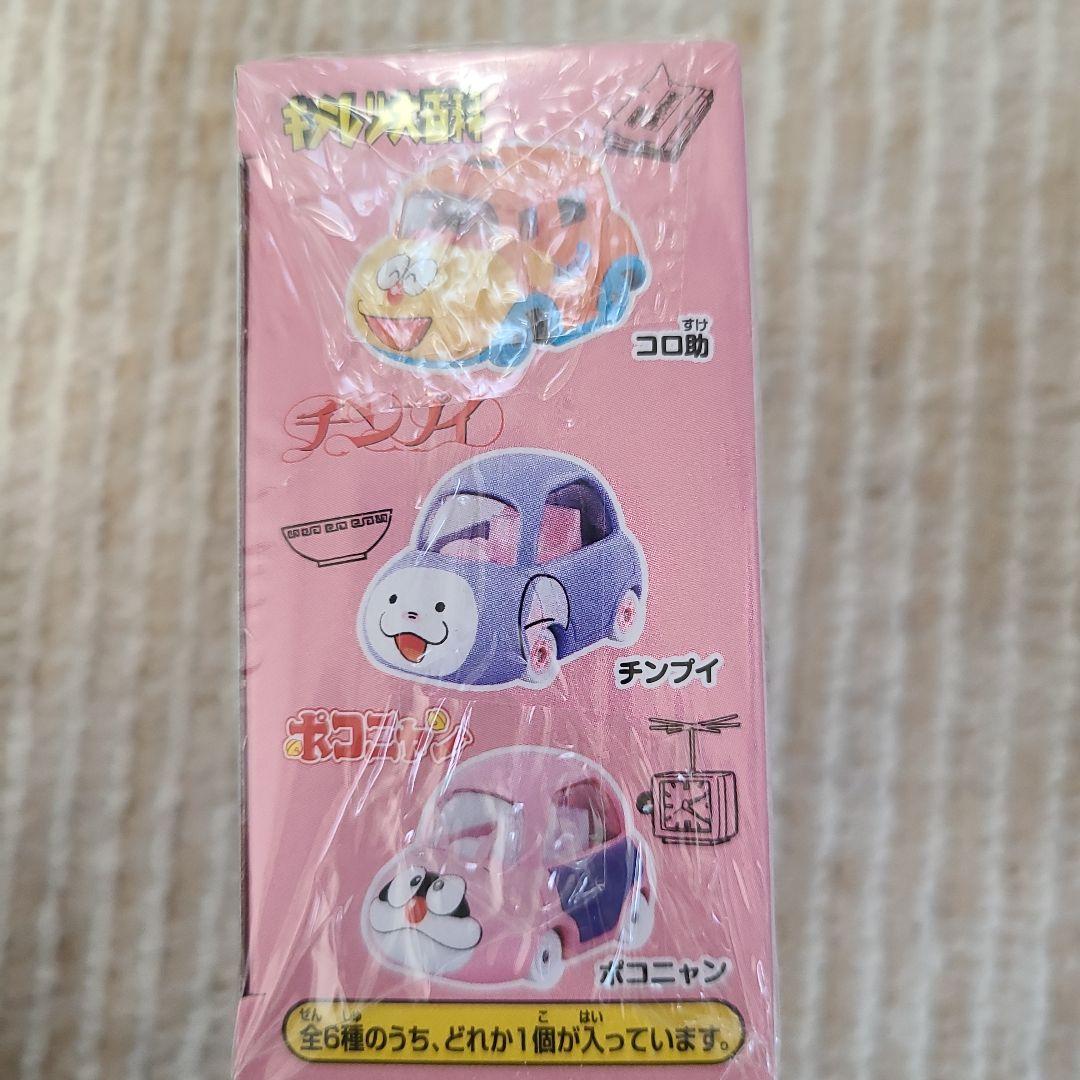 キテレツ大百科
すけ
コロ助
チンプイ
チンプイ
ポコニャン
ポコニャン
ぜん しゅ こ はい
全6種のうち、どれか1個が入っています。